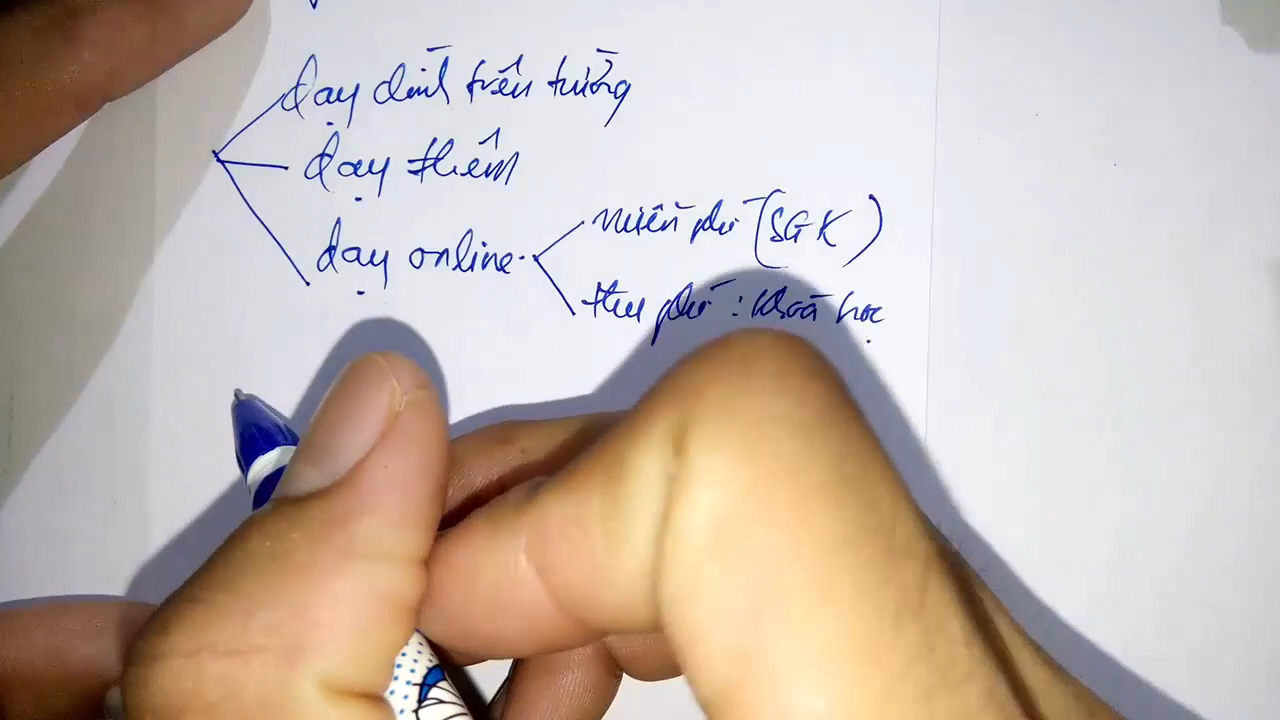 dạy chính trên trường
dạy thêm
dạy online
miễn phí (SGK)
thu phí : khoá học